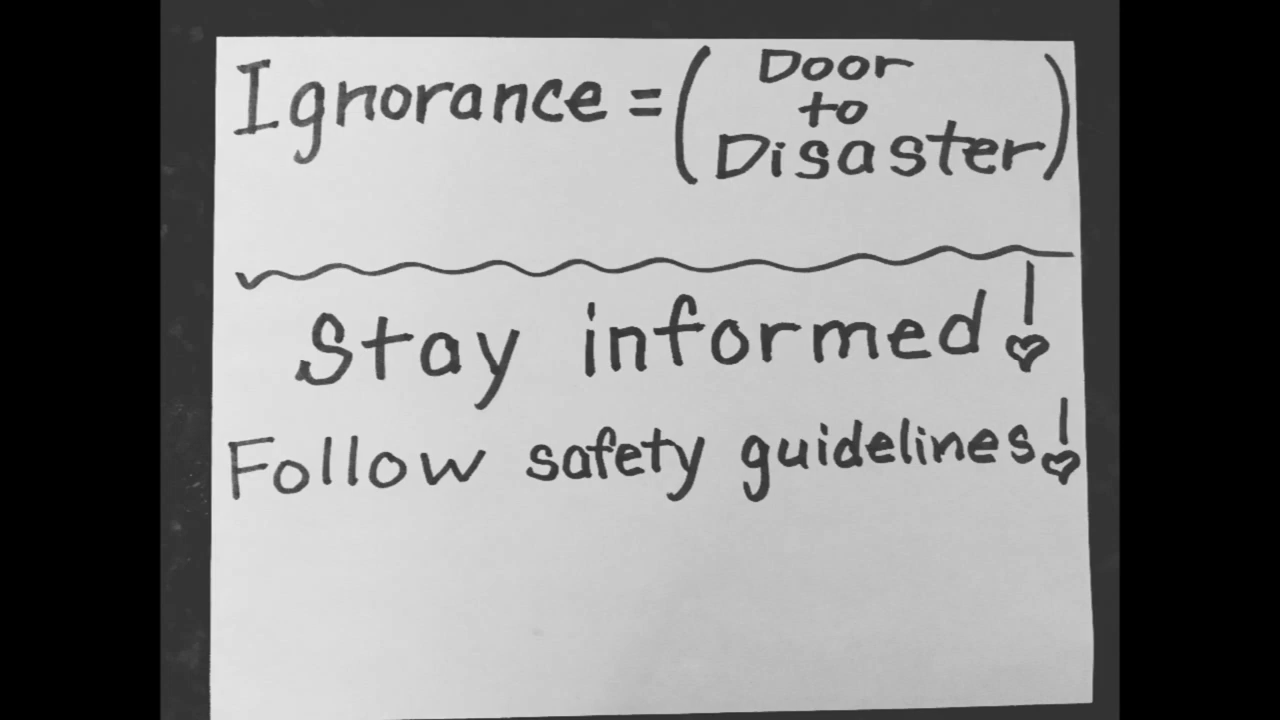 Ignorance = (Door
to
Disaster)
Stay informed!
Follow safety guidelines!